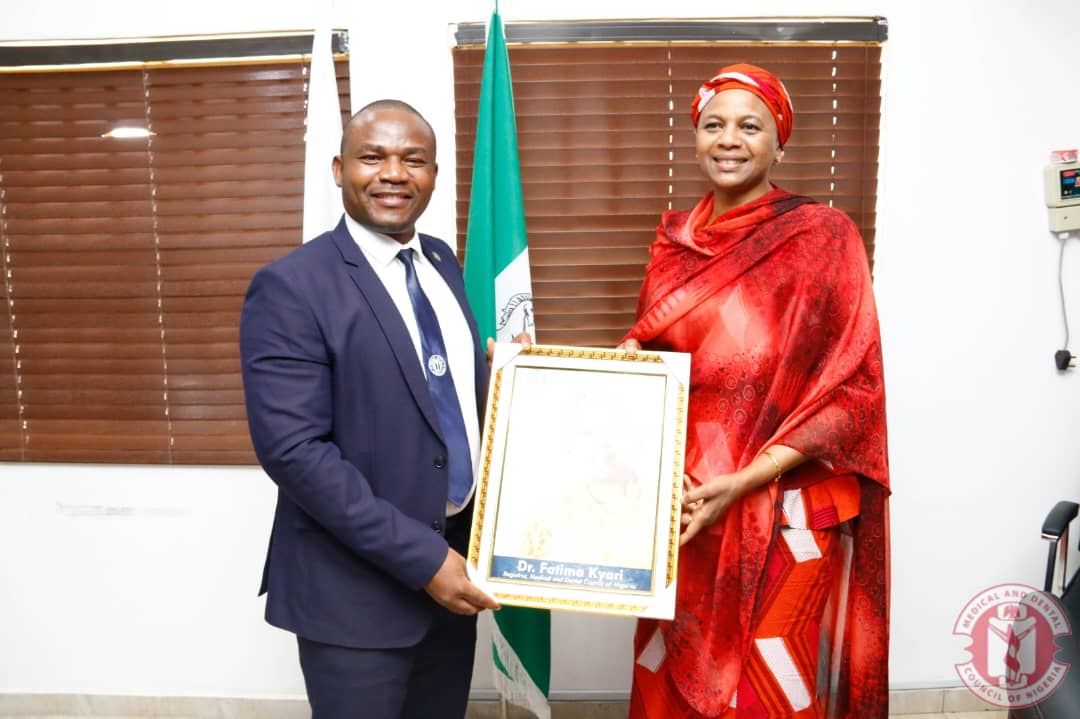 Dr. Fatima Kyari
Registrar, Medical and Dental Council of Nigeria
MEDICAL AND DENTAL
COUNCIL OF NIGERIA